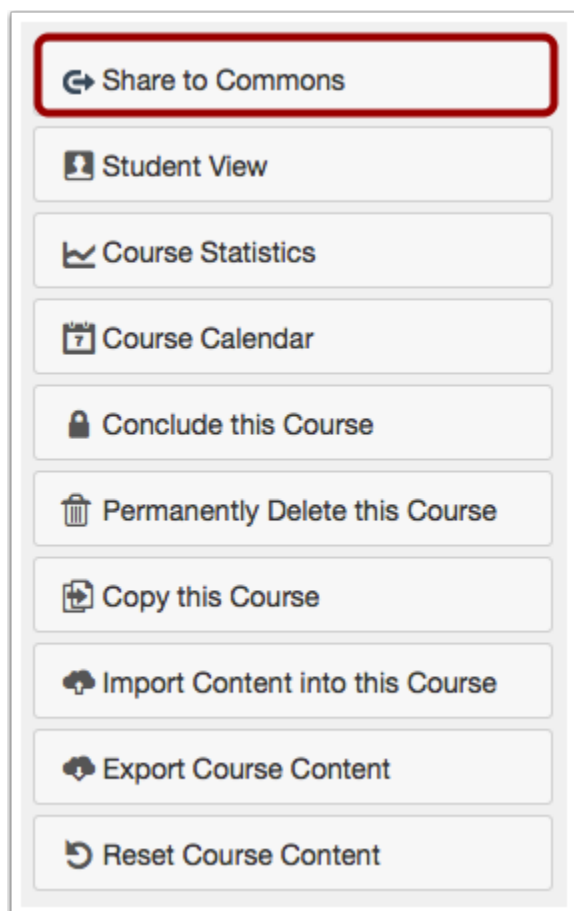 Share to Commons
Student View
Course Statistics
7 Course Calendar
Conclude this Course
Permanently Delete this Course
Copy this Course
Import Content into this Course
Export Course Content
Reset Course Content